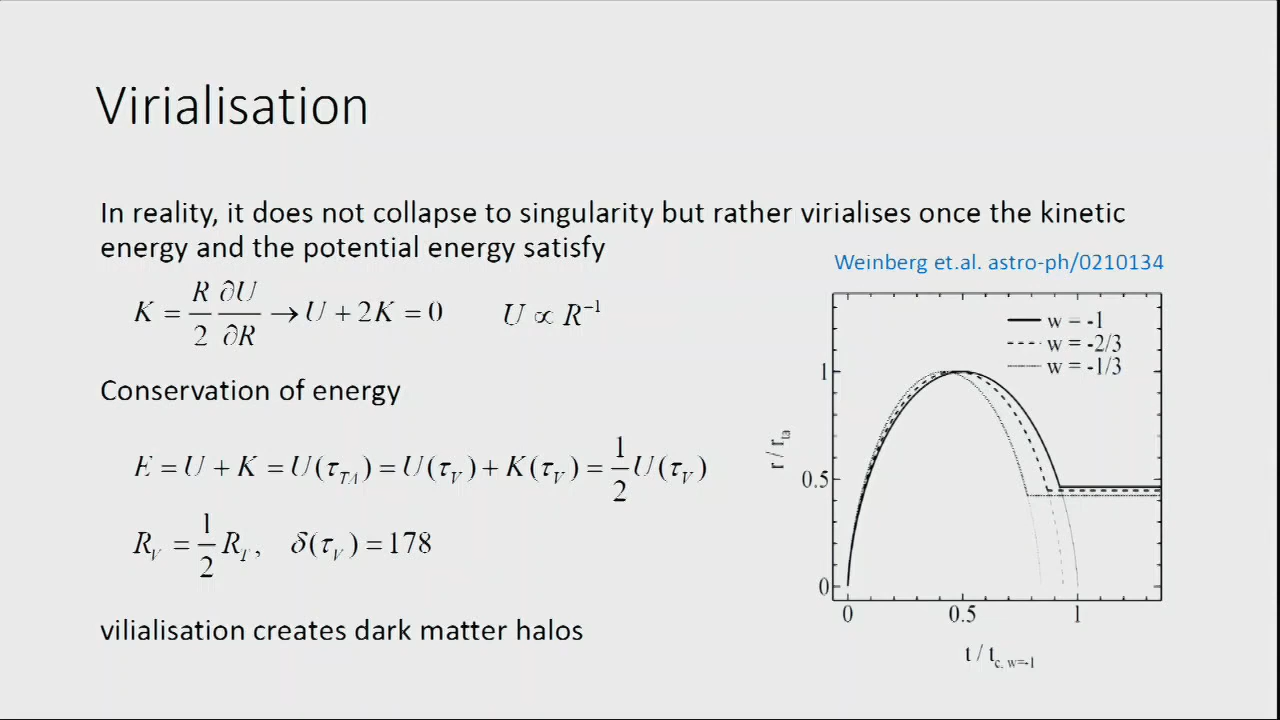 Virialisation
In reality, it does not collapse to singularity but rather virialises once the kinetic
energy and the potential energy satisfy
Weinberg et.al. astro-ph/0210134
K = R/2 ∂U/∂R → U + 2K = 0   U ∝ R⁻¹
Conservation of energy
E = U + K = U(τ_TA) = U(τ_V) + K(τ_V) = 1/2 U(τ_V)
R_V = 1/2 R_T,   δ(τ_V) = 178
vilialisation creates dark matter halos
w = -1
w = -2/3
w = -1/3
1
0.5
0
r / r_ta
0 0.5 1
t / t_c, w=-1